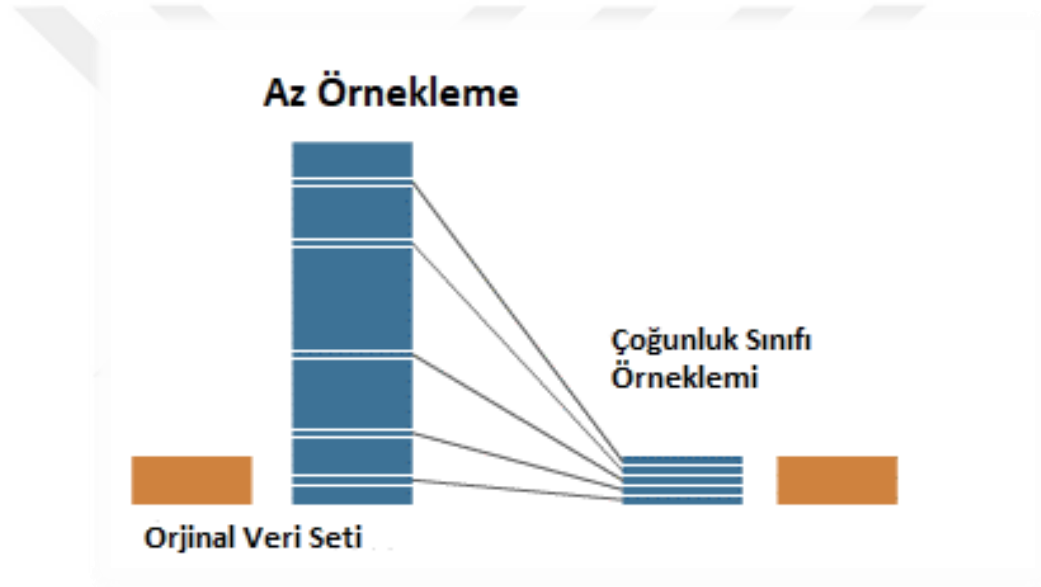 Az Örnekleme
Çoğunluk Sınıfı
Örneklemi
Orjinal Veri Seti